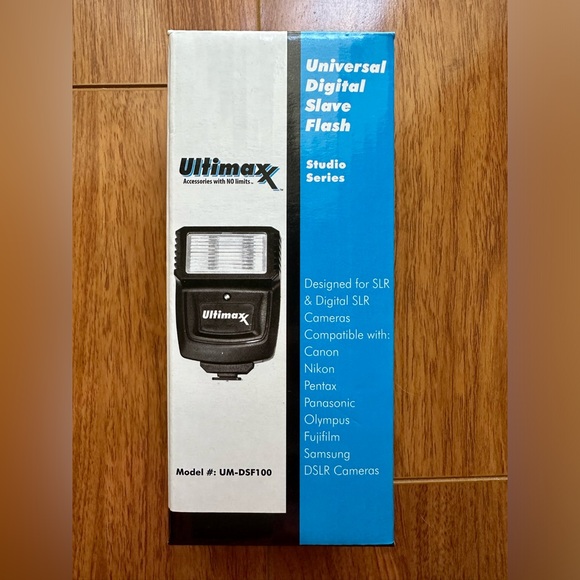 Universal
Digital
Slave
Flash
Studio
Series
Ultimaxx™
Accessories with NO limits...
Ultimaxx
Designed for SLR
& Digital SLR
Cameras
Compatible with:
Canon
Nikon
Pentax
Panasonic
Olympus
Fujifilm
Samsung
DSLR Cameras
Model #: UM-DSF100